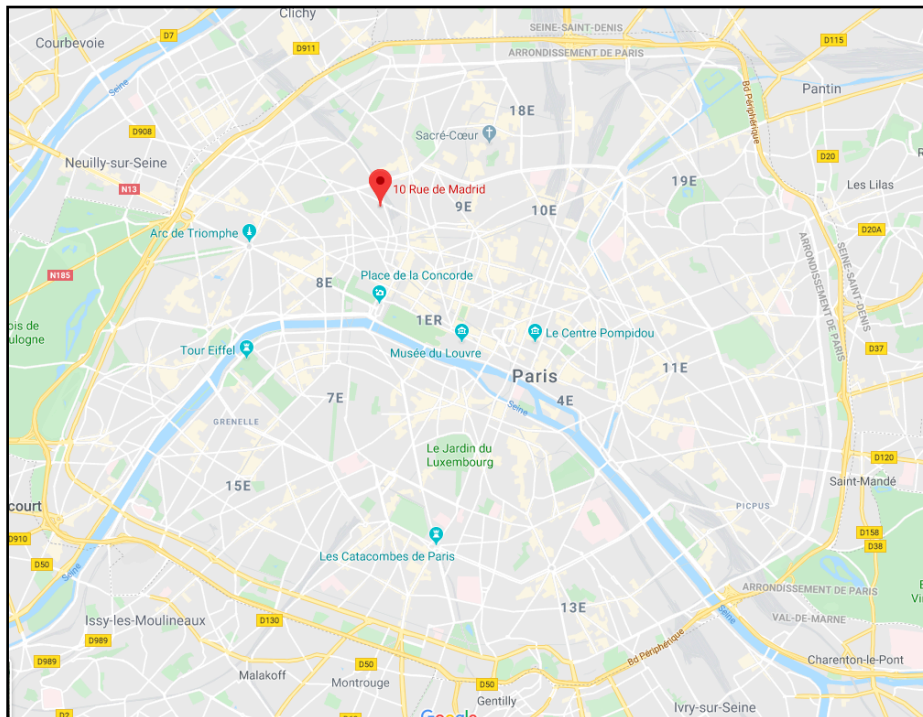 Clichy
Courbevoie
D7
D911
SEINE-SAINT-DENIS
ARRONDISSEMENT DE PARIS
D115
Seine
Bd Périphérique
Pantin
18E
D908
Sacré-Cœur
Neuilly-sur-Seine
D20
N13
10 Rue de Madrid
19E
Les Lilas
9E
10E
Arc de Triomphe
D20A
ARRONDISSEMENT DE PARIS
SEINE-SAINT-DENIS
N185
8E
Place de la Concorde
1ER
Le Centre Pompidou
Tour Eiffel
Musée du Louvre
D37
11E
Paris
7E
4E
Seine
GRENELLE
Le Jardin du
Luxembourg
D120
15E
Saint-Mandé
court
PICPUS
D910
D158
D38
Les Catacombes de Paris
D50
Seine
ARRONDISSEMENT DE PARIS
13E
Seine
VAL-DE-MARNE
Issy-les-Moulineaux
D130
D989
Bd Périphérique
D989
D50
Charenton-le-Pont
Malakoff
Montrouge
D50
Gentilly
Ivry-sur-Seine
D2
Google